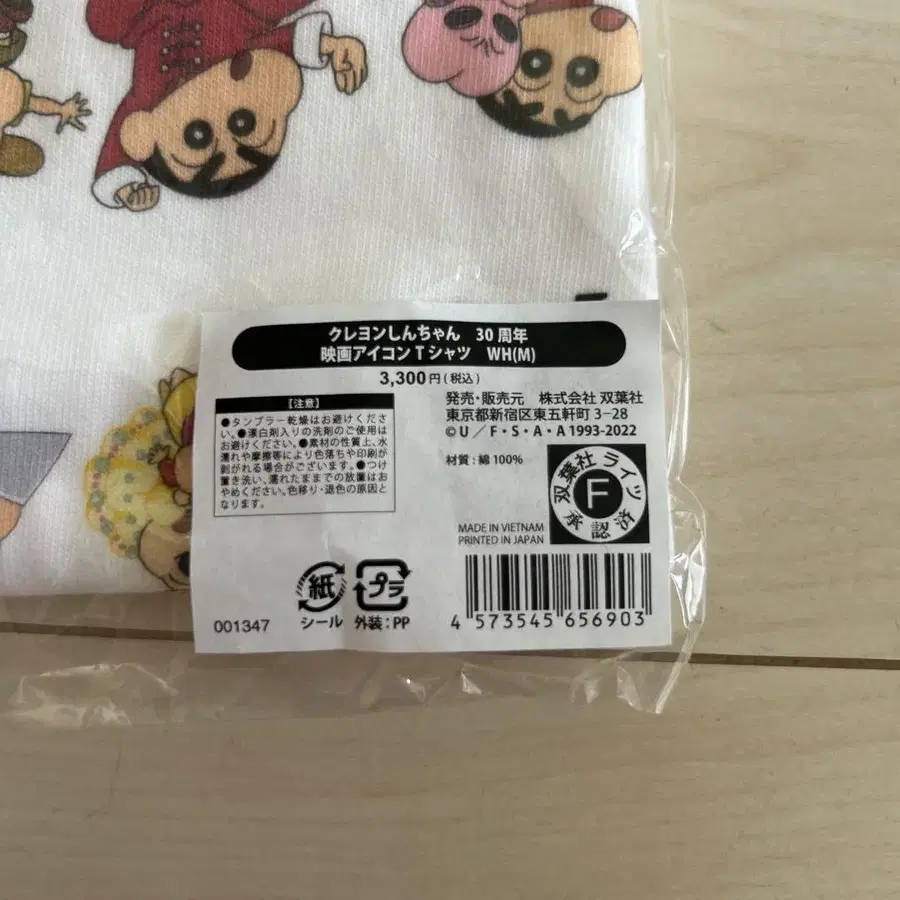 クレヨンしんちゃん 30周年
映画アイコンTシャツ WH(M)
3,300円(税込)
【注意】
●タンブラー乾燥はお避けくださ
い。●漂白剤入りの洗剤のご使用は
お避けください。●素材の性質上、水
濡れや摩擦等により色落ちや印刷が
剥がれる場合がございます。●つけ
置き洗い、濡れたままでの放置はお
やめください。色移り・退色の原因と
なります。
発売・販売元 株式会社 双葉社
東京都新宿区東五軒町3-28
©U/F・S・A・A 1993-2022
材質:綿100%
双葉社ライツ
F
承認済
MADE IN VIETNAM
PRINTED IN JAPAN
紙
シール
プラ
外装:PP
001347
4 573545 656903